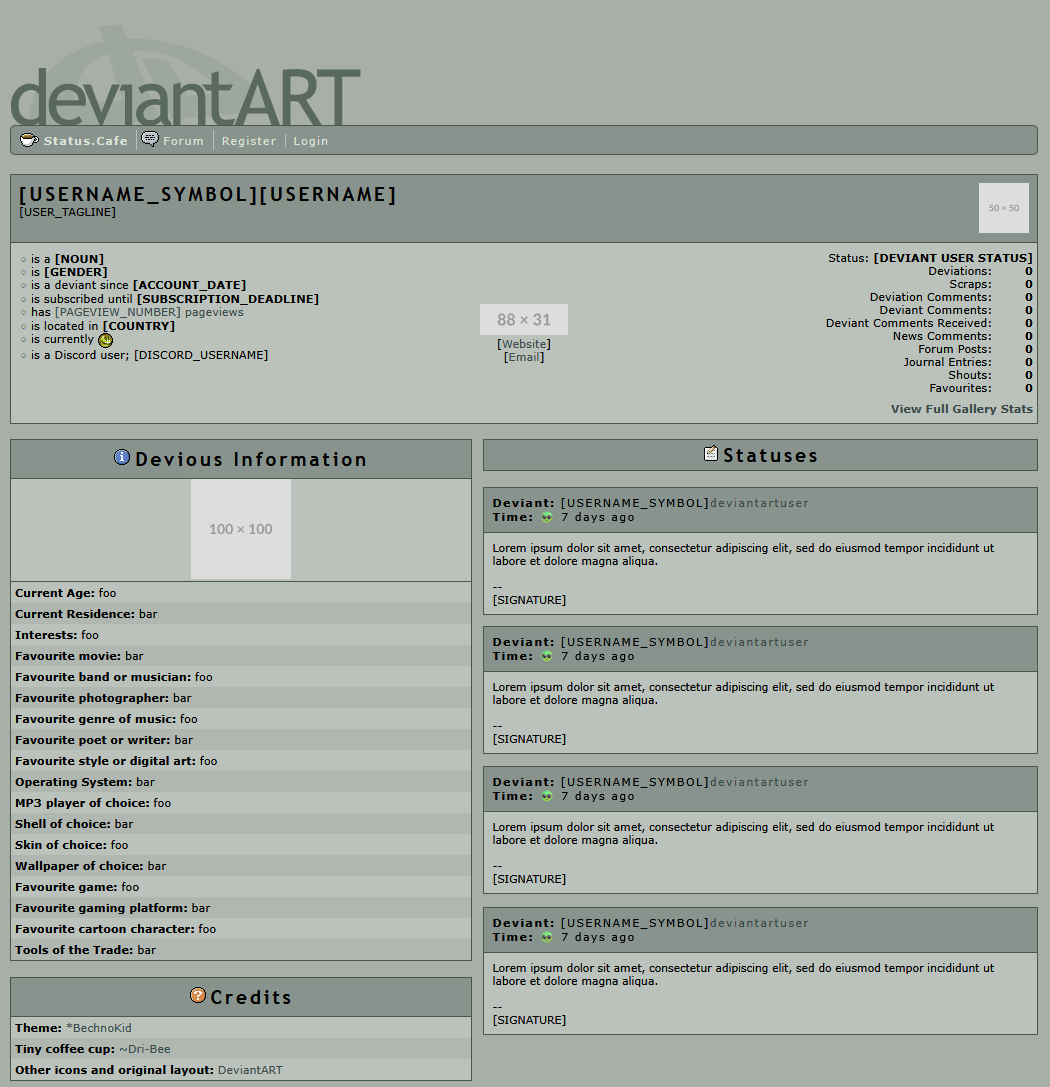 deviantART
Status.Cafe Forum Register Login
[USERNAME_SYMBOL][USERNAME]
[USER_TAGLINE]
50 × 50
is a [NOUN]
is [GENDER]
is a deviant since [ACCOUNT_DATE]
is subscribed until [SUBSCRIPTION_DEADLINE]
has [PAGEVIEW_NUMBER] pageviews
is located in [COUNTRY]
is currently
is a Discord user; [DISCORD_USERNAME]
88 × 31
[Website]
[Email]
Status: [DEVIANT USER STATUS]
Deviations: 0
Scraps: 0
Deviation Comments: 0
Deviant Comments: 0
Deviant Comments Received: 0
News Comments: 0
Forum Posts: 0
Journal Entries: 0
Shouts: 0
Favourites: 0
View Full Gallery Stats
Devious Information
100 × 100
Current Age: foo
Current Residence: bar
Interests: foo
Favourite movie: bar
Favourite band or musician: foo
Favourite photographer: bar
Favourite genre of music: foo
Favourite poet or writer: bar
Favourite style or digital art: foo
Operating System: bar
MP3 player of choice: foo
Shell of choice: bar
Skin of choice: foo
Wallpaper of choice: bar
Favourite game: foo
Favourite gaming platform: bar
Favourite cartoon character: foo
Tools of the Trade: bar
Credits
Theme: *BechnoKid
Tiny coffee cup: ~Dri-Bee
Other icons and original layout: DeviantART
Statuses
Deviant: [USERNAME_SYMBOL]deviantartuser
Time: 7 days ago
Lorem ipsum dolor sit amet, consectetur adipiscing elit, sed do eiusmod tempor incididunt ut
labore et dolore magna aliqua.
--
[SIGNATURE]
Deviant: [USERNAME_SYMBOL]deviantartuser
Time: 7 days ago
Lorem ipsum dolor sit amet, consectetur adipiscing elit, sed do eiusmod tempor incididunt ut
labore et dolore magna aliqua.
--
[SIGNATURE]
Deviant: [USERNAME_SYMBOL]deviantartuser
Time: 7 days ago
Lorem ipsum dolor sit amet, consectetur adipiscing elit, sed do eiusmod tempor incididunt ut
labore et dolore magna aliqua.
--
[SIGNATURE]
Deviant: [USERNAME_SYMBOL]deviantartuser
Time: 7 days ago
Lorem ipsum dolor sit amet, consectetur adipiscing elit, sed do eiusmod tempor incididunt ut
labore et dolore magna aliqua.
--
[SIGNATURE]